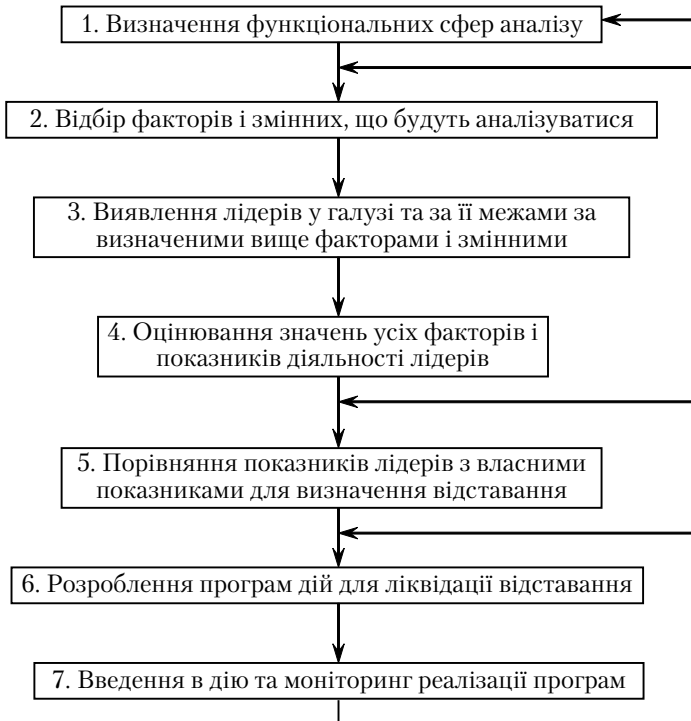 1. Визначення функціональних сфер аналізу
2. Відбір факторів і змінних, що будуть аналізуватися
3. Виявлення лідерів у галузі та за її межами за
визначеними вище факторами і змінними
4. Оцінювання значень усіх факторів і
показників діяльності лідерів
5. Порівняння показників лідерів з власними
показниками для визначення відставання
6. Розроблення програм дій для ліквідації відставання
7. Введення в дію та моніторинг реалізації програм